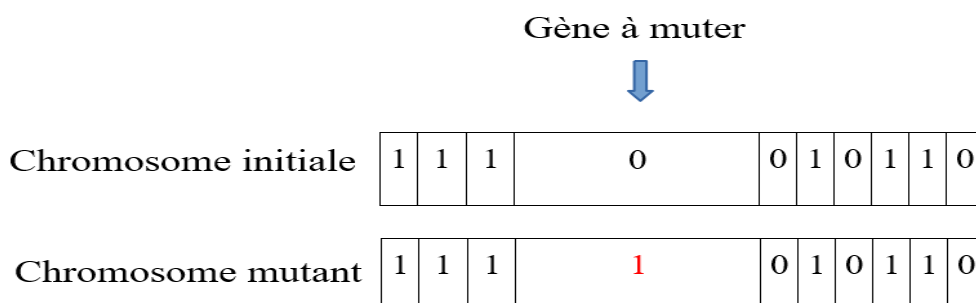 Gène à muter
Chromosome initiale 1 1 1 0 0 1 0 1 1 0
Chromosome mutant 1 1 1 1 0 1 0 1 1 0